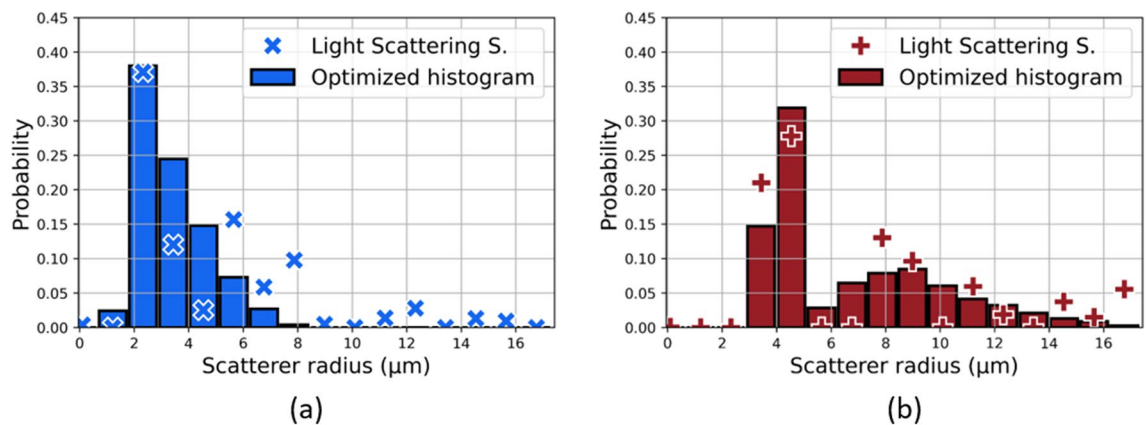 0.45
0.40
0.35
0.30
0.25
0.20
0.15
0.10
0.05
0.00
Probability
Light Scattering S.
Optimized histogram
0 2 4 6 8 10 12 14 16
Scatterer radius (μm)
(a)
0.45
0.40
0.35
0.30
0.25
0.20
0.15
0.10
0.05
0.00
Probability
Light Scattering S.
Optimized histogram
0 2 4 6 8 10 12 14 16
Scatterer radius (μm)
(b)